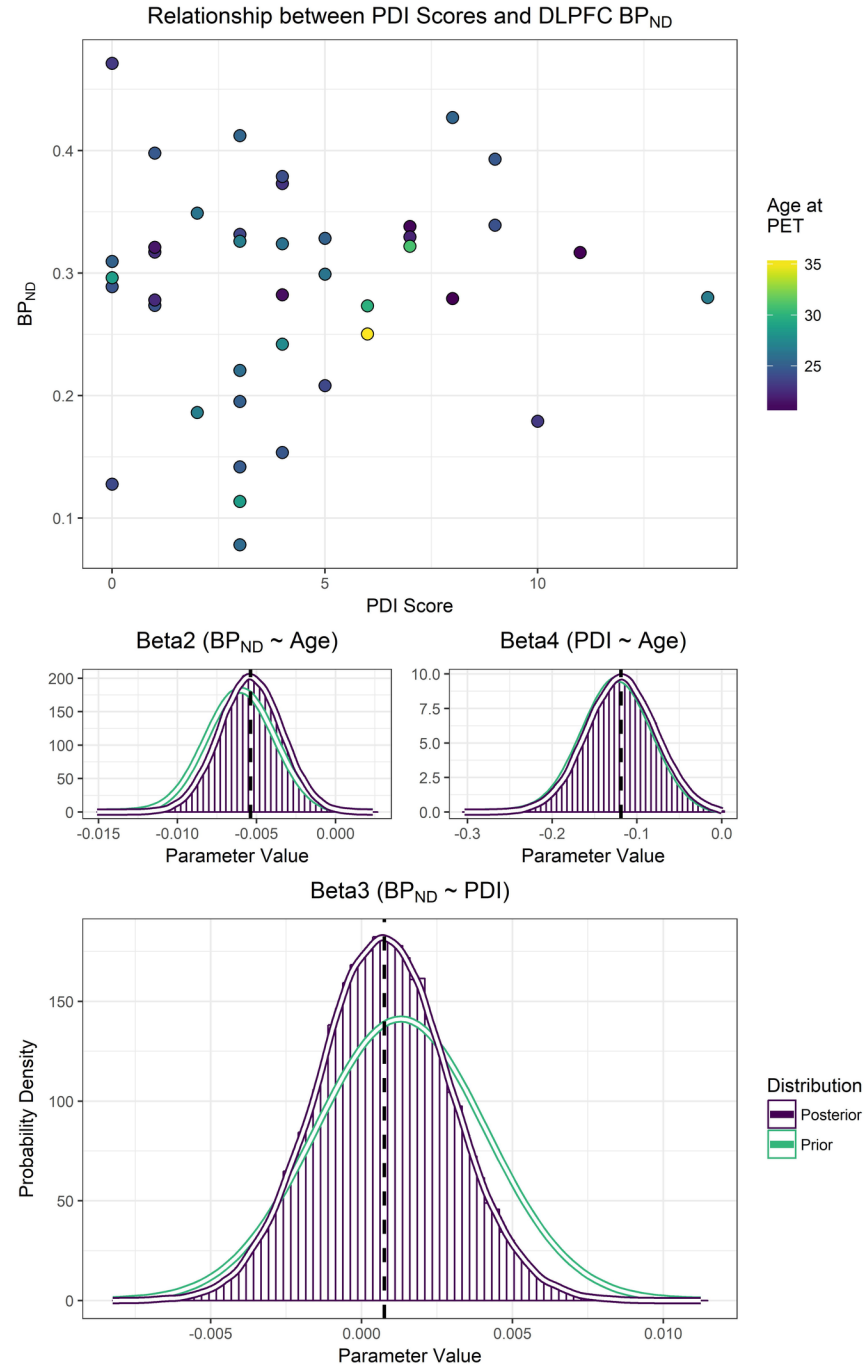 Relationship between PDI Scores and DLPFC BPND
0.4
0.3
0.2
0.1
BPND
0
5
10
PDI Score
Age at
PET
35
30
25
Beta2 (BPND ~ Age)
200
150
100
50
0
-0.015
-0.010
-0.005
0.000
Parameter Value
Beta4 (PDI ~ Age)
10.0
7.5
5.0
2.5
0.0
-0.3
-0.2
-0.1
0.0
Parameter Value
Beta3 (BPND ~ PDI)
150
100
50
0
Probability Density
-0.005
0.000
0.005
0.010
Parameter Value
Distribution
Posterior
Prior